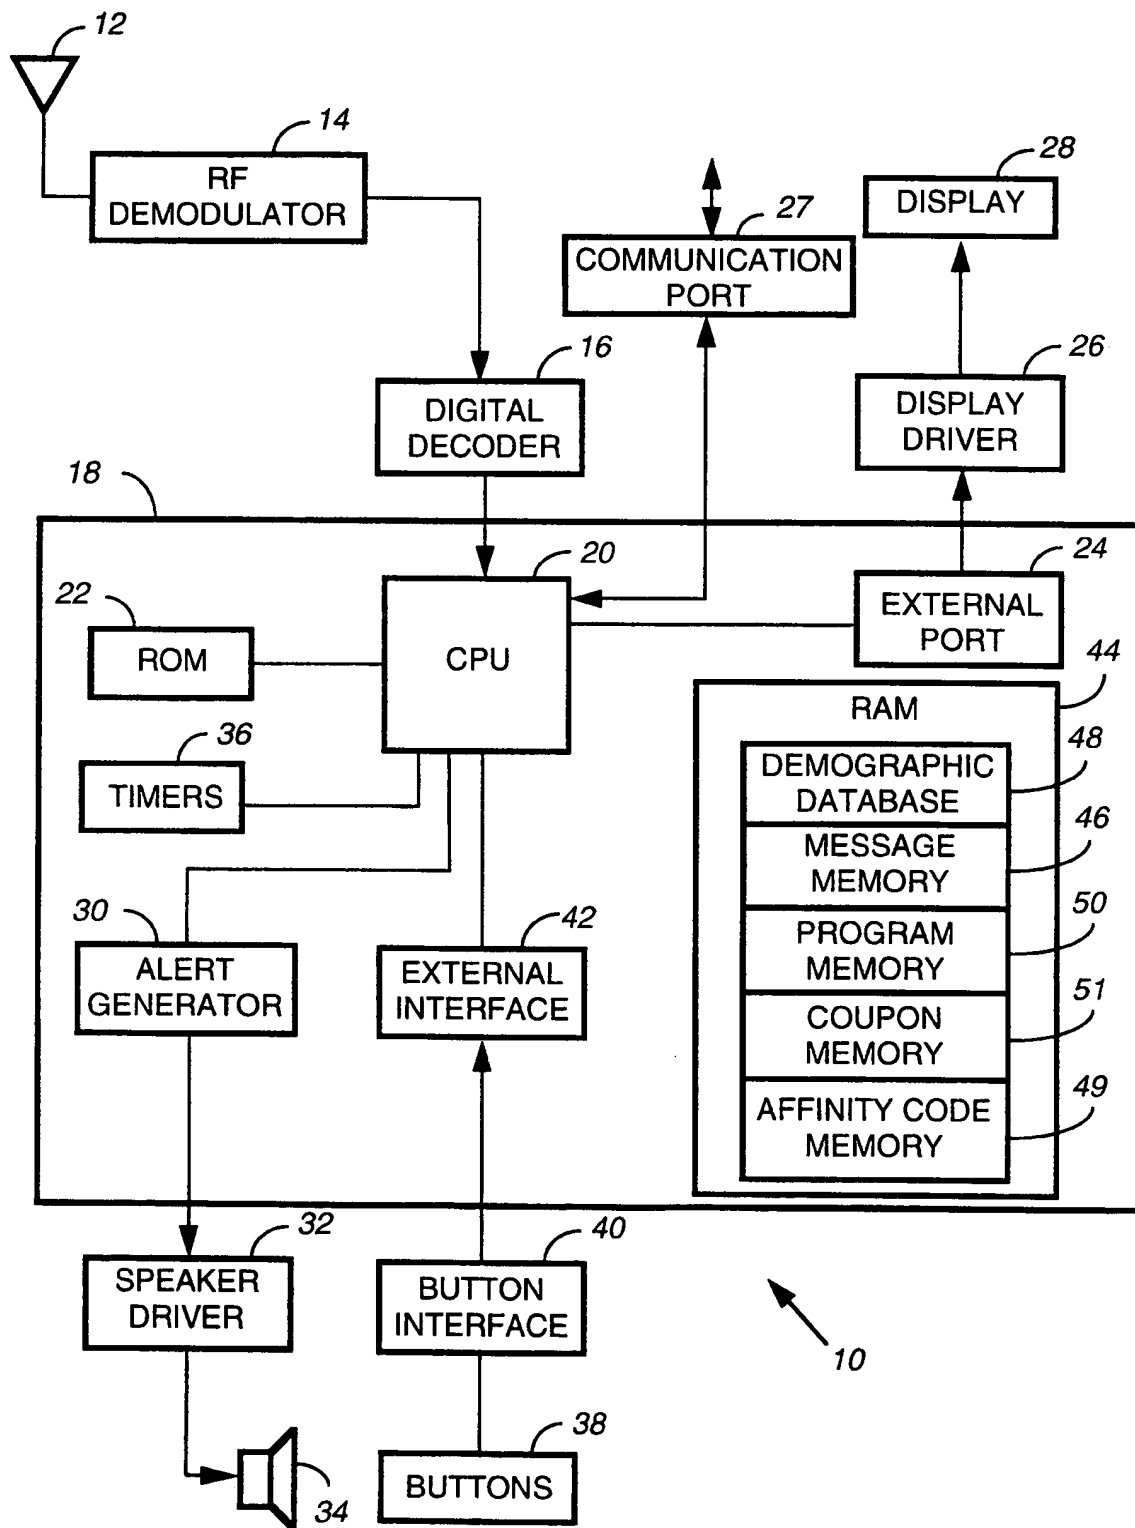 12
14
RF
DEMODULATOR
28
DISPLAY
27
COMMUNICATION
PORT
16
DIGITAL
DECODER
26
DISPLAY
DRIVER
18
20
CPU
24
EXTERNAL
PORT
22
ROM
44
RAM
36
TIMERS
48
DEMOGRAPHIC
DATABASE
46
MESSAGE
MEMORY
30
ALERT
GENERATOR
42
EXTERNAL
INTERFACE
50
PROGRAM
MEMORY
51
COUPON
MEMORY
49
AFFINITY CODE
MEMORY
32
SPEAKER
DRIVER
40
BUTTON
INTERFACE
10
34
38
BUTTONS